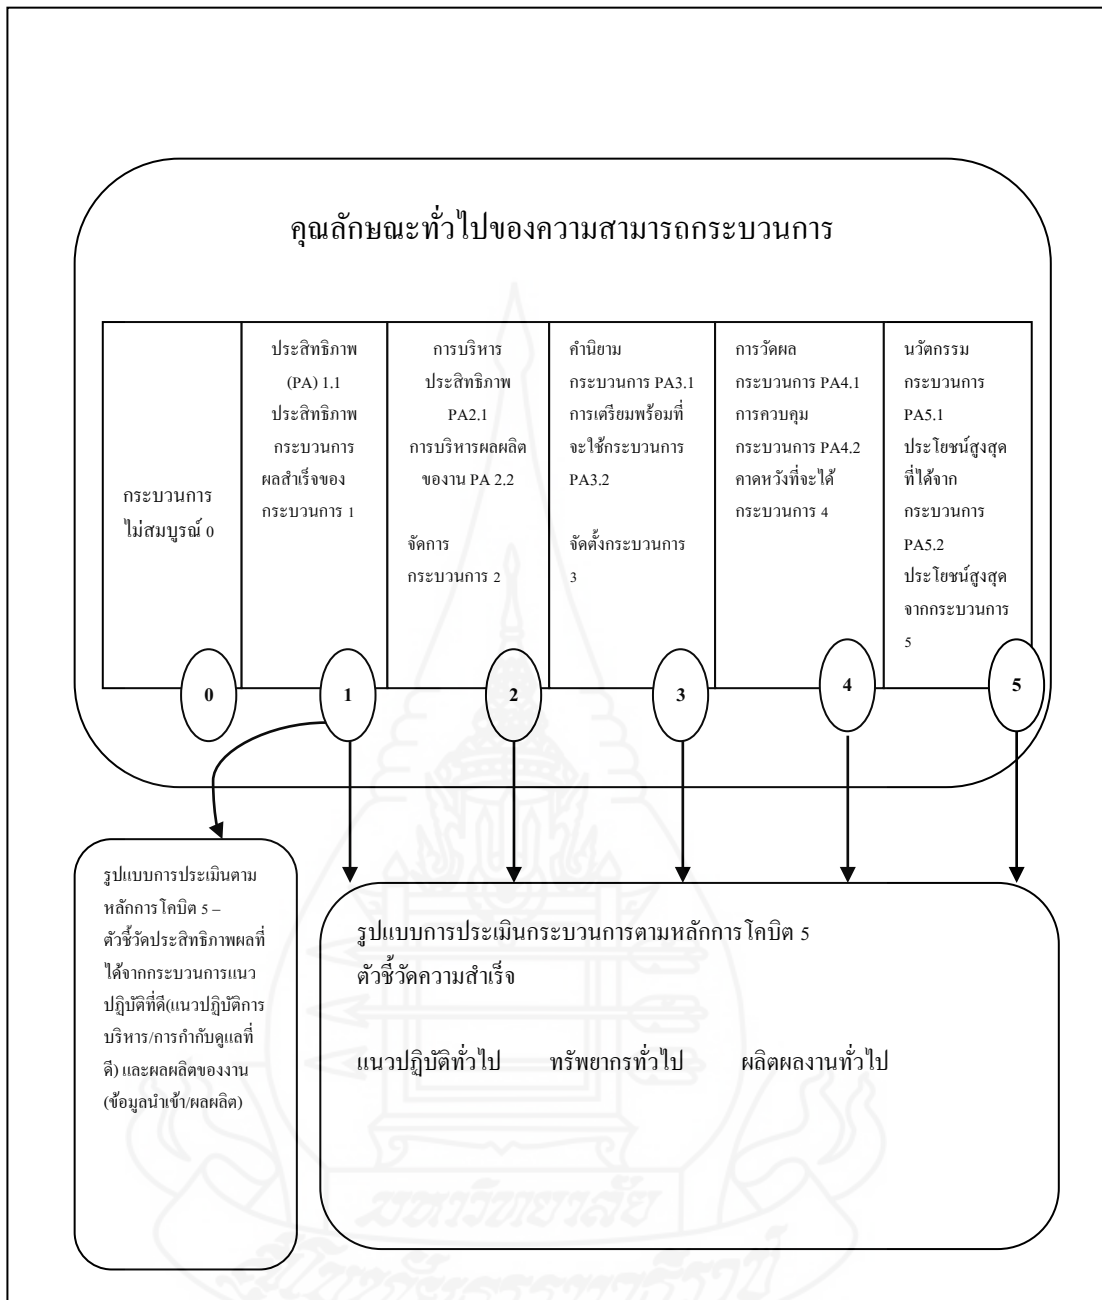 คุณลักษณะทั่วไปของความสามารถกระบวนการ
กระบวนการ
ไม่สมบูรณ์ 0
ประสิทธิภาพ
(PA) 1.1
ประสิทธิภาพ
กระบวนการ
ผลสำเร็จของ
กระบวนการ 1
การบริหาร
ประสิทธิภาพ
PA2.1
การบริหารผลผลิต
ของงาน PA 2.2
จัดการ
กระบวนการ 2
คำนิยาม
กระบวนการ PA3.1
การเตรียมพร้อมที่
จะใช้กระบวนการ
PA3.2
จัดตั้งกระบวนการ
3
การวัดผล
กระบวนการ PA4.1
การควบคุม
กระบวนการ PA4.2
คาดหวังที่จะได้
กระบวนการ 4
นวัตกรรม
กระบวนการ
PA5.1
ประโยชน์สูงสุด
ที่ได้จาก
กระบวนการ
PA5.2
ประโยชน์สูงสุด
จากกระบวนการ
5
0
1
2
3
4
5
รูปแบบการประเมินตาม
หลักการโคบิต 5 –
ตัวชี้วัดประสิทธิภาพผลที่
ได้จากกระบวนการแนว
ปฏิบัติที่ดี(แนวปฏิบัติการ
บริหาร/การกำกับดูแลที่
ดี) และผลผลิตของงาน
(ข้อมูลนำเข้า/ผลผลิต)
รูปแบบการประเมินกระบวนการตามหลักการโคบิต 5
ตัวชี้วัดความสำเร็จ
แนวปฏิบัติทั่วไป ทรัพยากรทั่วไป ผลิตผลงานทั่วไป
มหาวิทยาลัย
สุโขทัยธรรมาธิราช